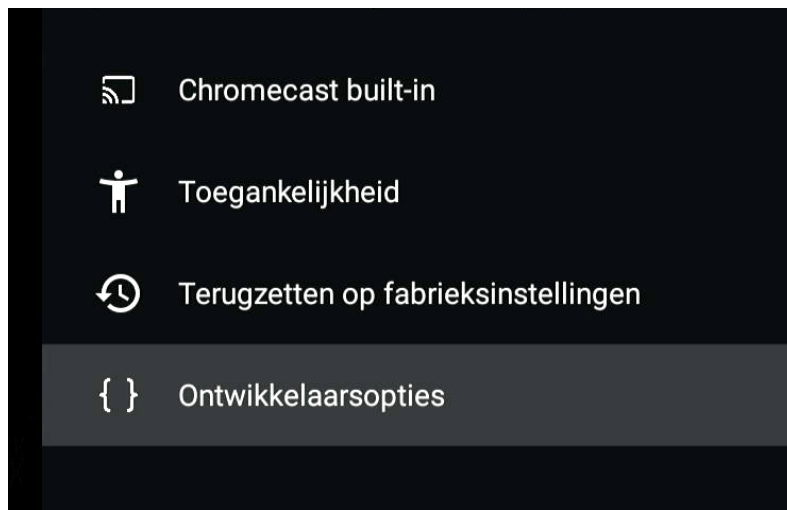 Chromecast built-in
Toegankelijkheid
Terugzetten op fabrieksinstellingen
Ontwikkelaarsopties